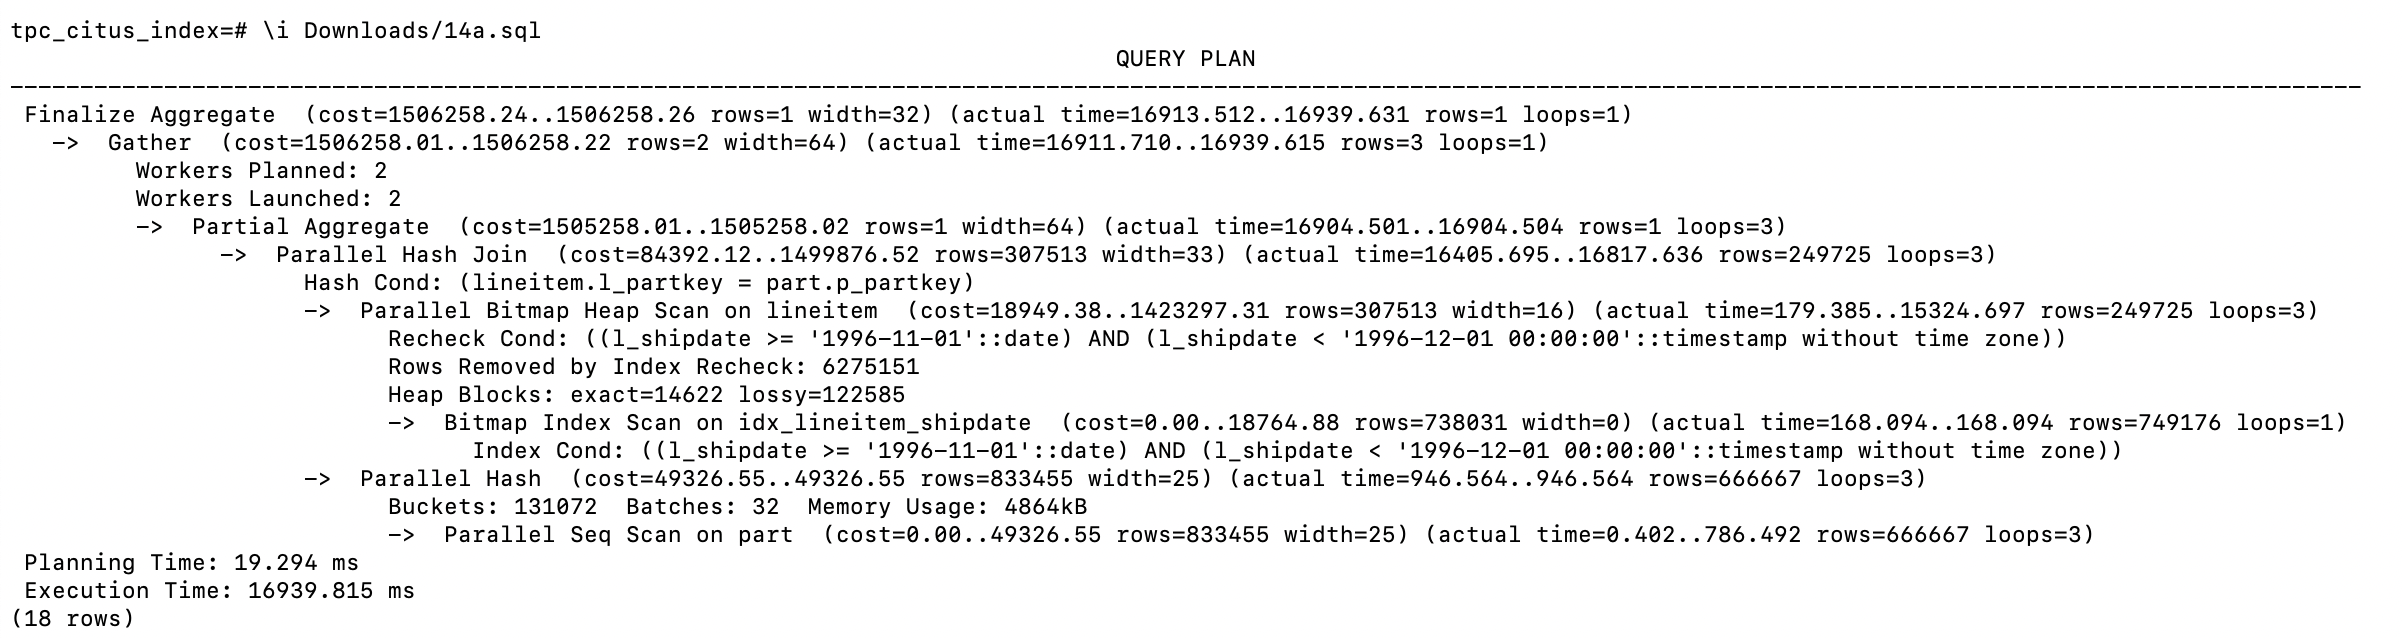 tpc_citus_index=# \i Downloads/14a.sql
QUERY PLAN
---------------------------------------------------------------------------------------------------------------------------------------------------------------------------
Finalize Aggregate  (cost=1506258.24..1506258.26 rows=1 width=32) (actual time=16913.512..16939.631 rows=1 loops=1)
->  Gather  (cost=1506258.01..1506258.22 rows=2 width=64) (actual time=16911.710..16939.615 rows=3 loops=1)
Workers Planned: 2
Workers Launched: 2
->  Partial Aggregate  (cost=1505258.01..1505258.02 rows=1 width=64) (actual time=16904.501..16904.504 rows=1 loops=3)
->  Parallel Hash Join  (cost=84392.12..1499876.52 rows=307513 width=33) (actual time=16405.695..16817.636 rows=249725 loops=3)
Hash Cond: (lineitem.l_partkey = part.p_partkey)
->  Parallel Bitmap Heap Scan on lineitem  (cost=18949.38..1423297.31 rows=307513 width=16) (actual time=179.385..15324.697 rows=249725 loops=3)
Recheck Cond: ((l_shipdate >= '1996-11-01'::date) AND (l_shipdate < '1996-12-01 00:00:00'::timestamp without time zone))
Rows Removed by Index Recheck: 6275151
Heap Blocks: exact=14622 lossy=122585
->  Bitmap Index Scan on idx_lineitem_shipdate  (cost=0.00..18764.88 rows=738031 width=0) (actual time=168.094..168.094 rows=749176 loops=1)
Index Cond: ((l_shipdate >= '1996-11-01'::date) AND (l_shipdate < '1996-12-01 00:00:00'::timestamp without time zone))
->  Parallel Hash  (cost=49326.55..49326.55 rows=833455 width=25) (actual time=946.564..946.564 rows=666667 loops=3)
Buckets: 131072  Batches: 32  Memory Usage: 4864kB
->  Parallel Seq Scan on part  (cost=0.00..49326.55 rows=833455 width=25) (actual time=0.402..786.492 rows=666667 loops=3)
Planning Time: 19.294 ms
Execution Time: 16939.815 ms
(18 rows)